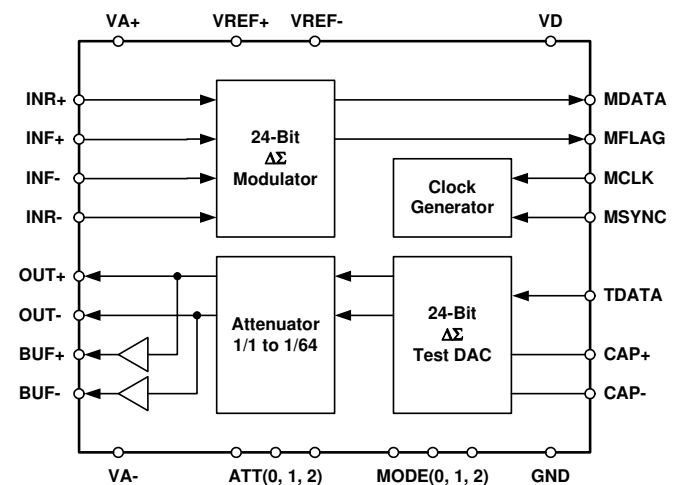 VA+ VREF+ VREF- VD
INR+
INF+
INF-
INR-
24-Bit
ΔΣ
Modulator
MDATA
MFLAG
MCLK
MSYNC
Clock
Generator
OUT+
OUT-
BUF+
BUF-
Attenuator
1/1 to 1/64
24-Bit
ΔΣ
Test DAC
TDATA
CAP+
CAP-
VA- ATT(0, 1, 2) MODE(0, 1, 2) GND